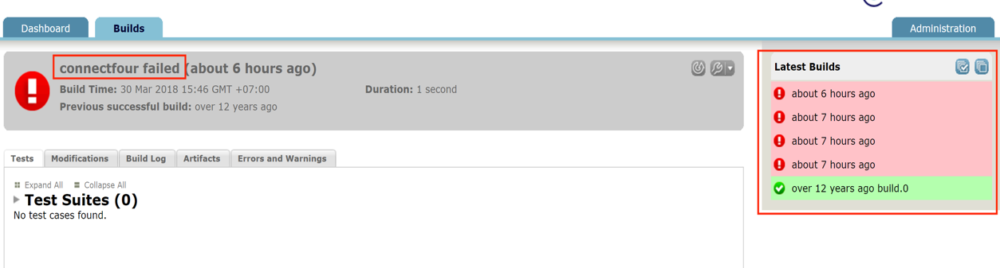 Dashboard
Builds
Administration
connectfour failed (about 6 hours ago)
Build Time: 30 Mar 2018 15:46 GMT +07:00
Duration: 1 second
Previous successful build: over 12 years ago
Tests
Modifications
Build Log
Artifacts
Errors and Warnings
Expand All
Collapse All
Test Suites (0)
No test cases found.
Latest Builds
about 6 hours ago
about 7 hours ago
about 7 hours ago
about 7 hours ago
over 12 years ago build.0